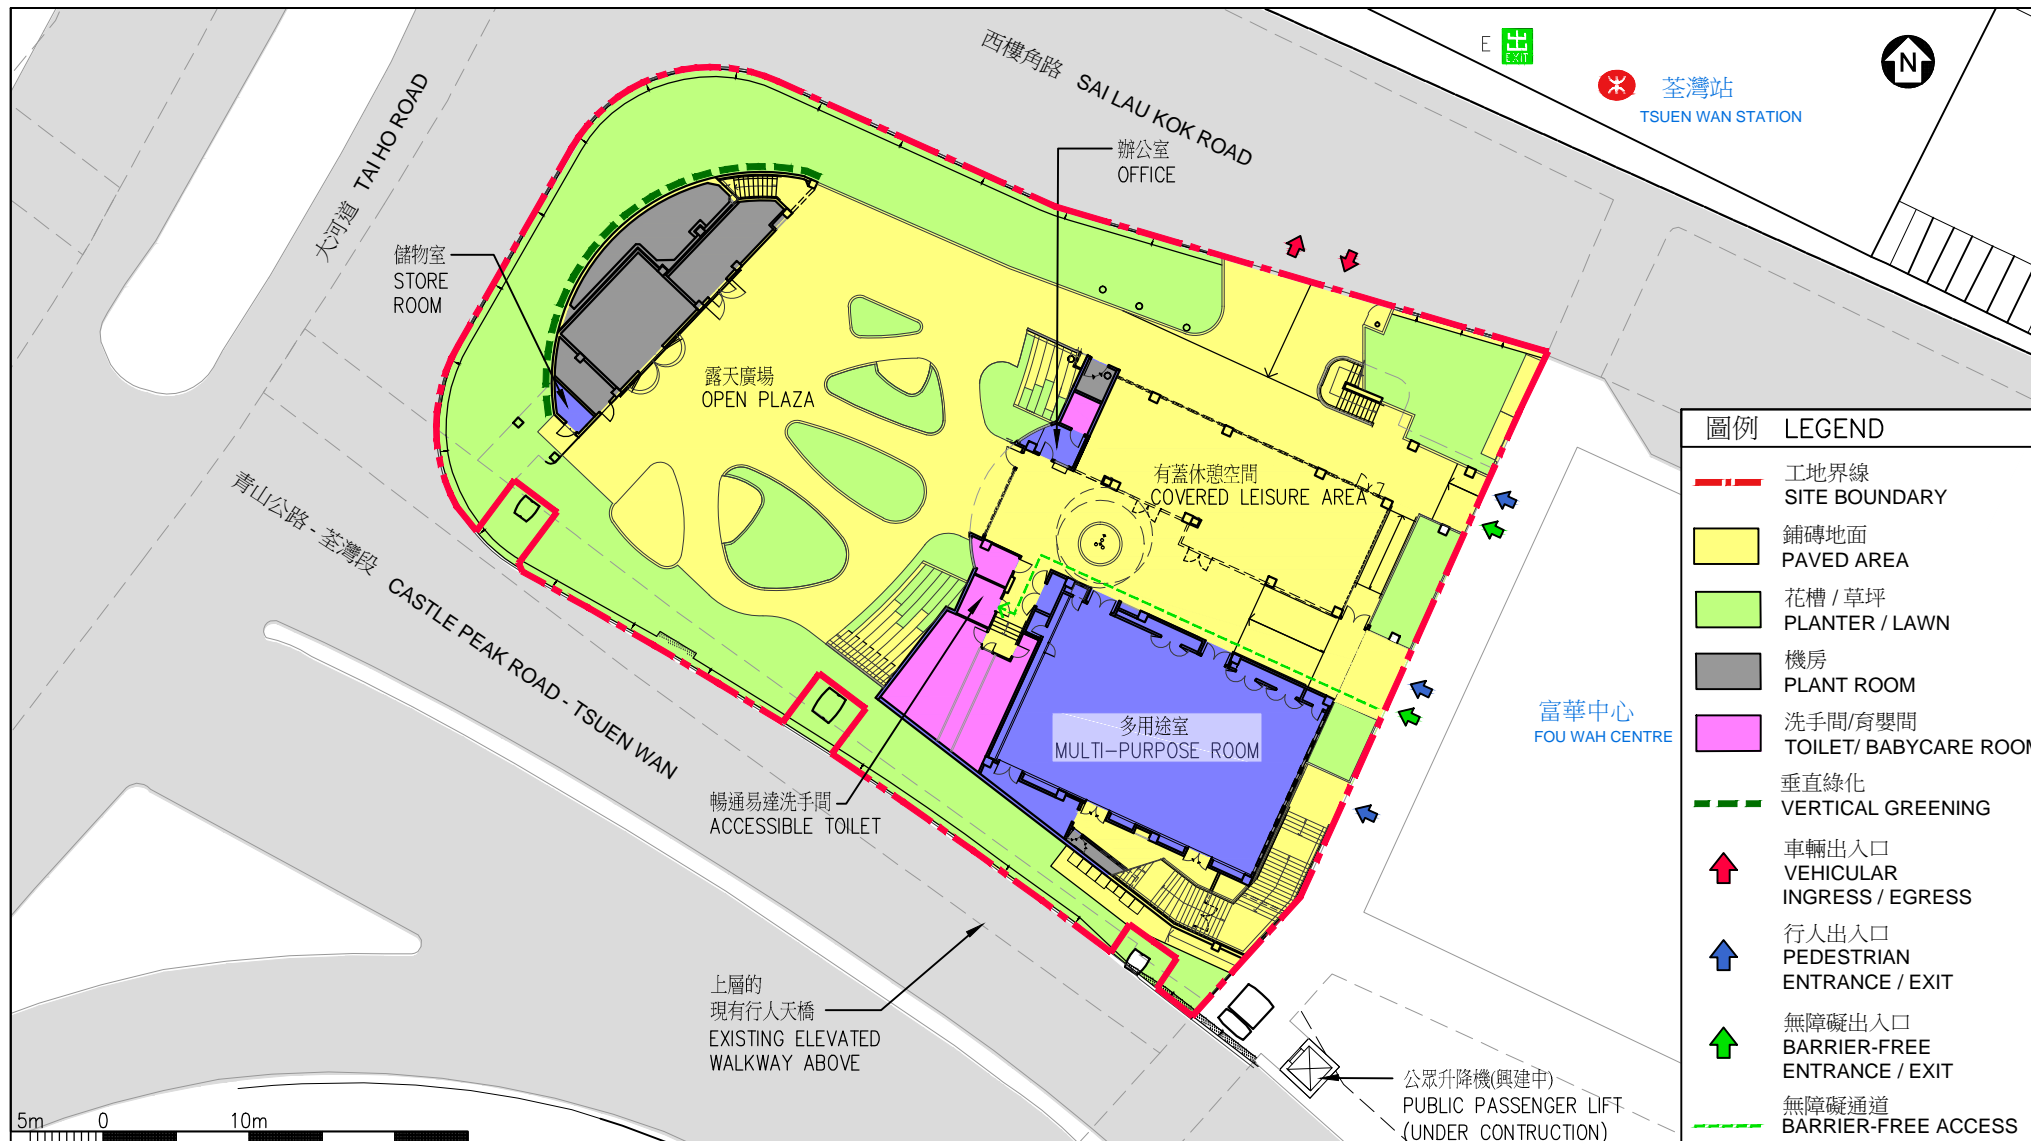 西樓角路 SAI LAU KOK ROAD
E 出
EXIT
N
荃灣站
TSUEN WAN STATION
大河道 TAI HO ROAD
辦公室
OFFICE
儲物室
STORE
ROOM
露天廣場
OPEN PLAZA
有蓋休憩空間
COVERED LEISURE AREA
青山公路 - 荃灣段 CASTLE PEAK ROAD - TSUEN WAN
多用途室
MULTI-PURPOSE ROOM
富華中心
FOU WAH CENTRE
暢通易達洗手間
ACCESSIBLE TOILET
上層的
現有行人天橋
EXISTING ELEVATED
WALKWAY ABOVE
公眾升降機(興建中)
PUBLIC PASSENGER LIFT
(UNDER CONTRUCTION)
5m 0 10m
圖例 LEGEND
工地界線
SITE BOUNDARY
鋪磚地面
PAVED AREA
花槽 / 草坪
PLANTER / LAWN
機房
PLANT ROOM
洗手間/育嬰間
TOILET/ BABYCARE ROOM
垂直綠化
VERTICAL GREENING
車輛出入口
VEHICULAR
INGRESS / EGRESS
行人出入口
PEDESTRIAN
ENTRANCE / EXIT
無障礙出入口
BARRIER-FREE
ENTRANCE / EXIT
無障礙通道
BARRIER-FREE ACCESS